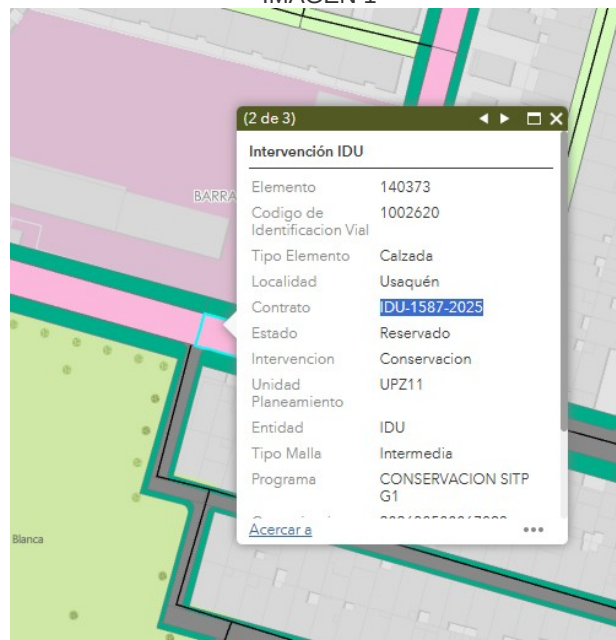 IMAGEN 1
(2 de 3)
Intervención IDU
Elemento 140373
Codigo de Identificacion Vial 1002620
Tipo Elemento Calzada
Localidad Usaquén
Contrato IDU-1587-2025
Estado Reservado
Intervencion Conservacion
Unidad Planeamiento UPZ11
Entidad IDU
Tipo Malla Intermedia
Programa CONSERVACION SITP G1
Acercar a
BARRA
Blanca